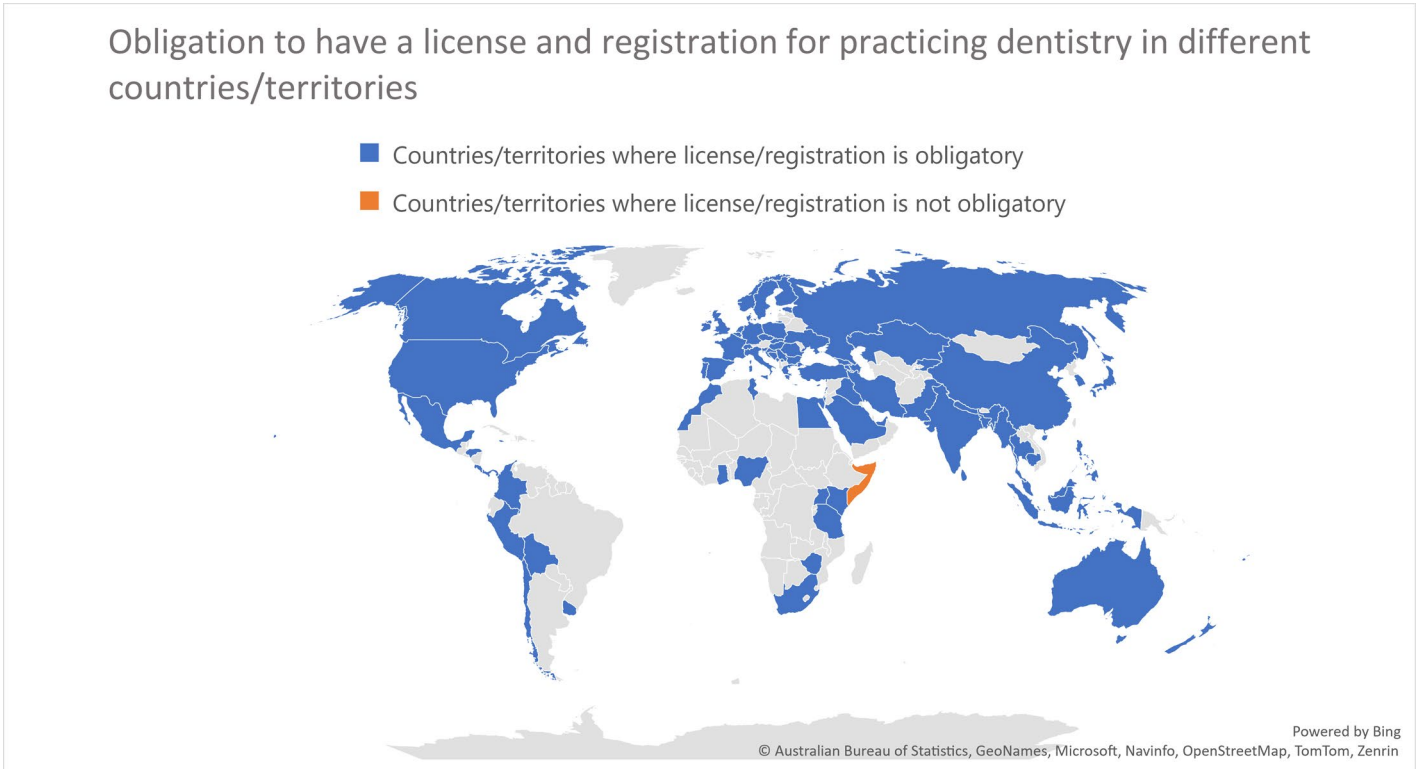 Obligation to have a license and registration for practicing dentistry in different
countries/territories
Countries/territories where license/registration is obligatory
Countries/territories where license/registration is not obligatory
Powered by Bing
© Australian Bureau of Statistics, GeoNames, Microsoft, Navinfo, OpenStreetMap, TomTom, Zenrin